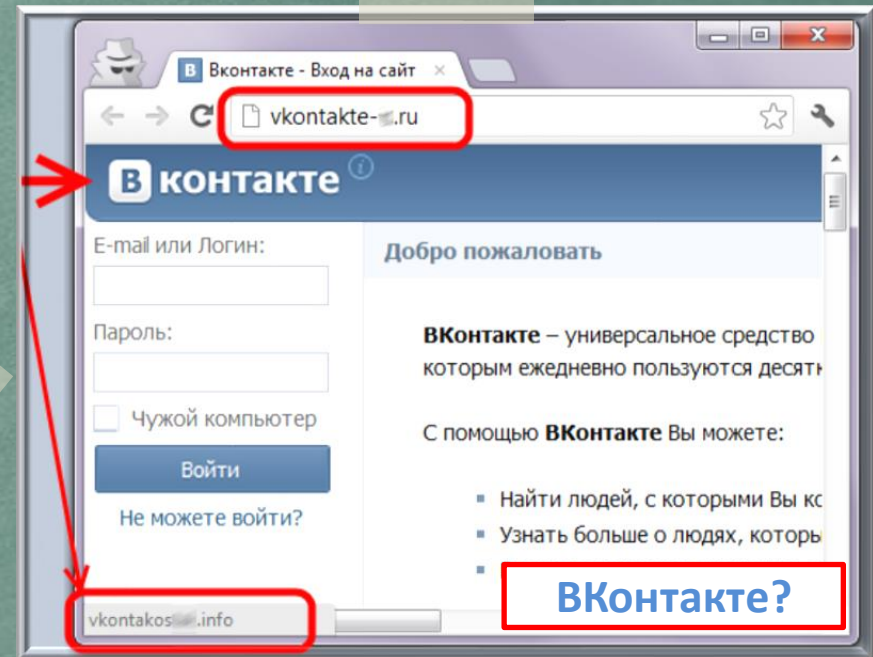 Вконтакте - Вход на сайт
vkontakte- .ru
В контакте
E-mail или Логин:
Пароль:
Чужой компьютер
Войти
Не можете войти?
Добро пожаловать
ВКонтакте – универсальное средство
которым ежедневно пользуются десятк
С помощью ВКонтакте Вы можете:
Найти людей, с которыми Вы ко
Узнать больше о людях, которы
ВКонтакте?
vkontakos .info